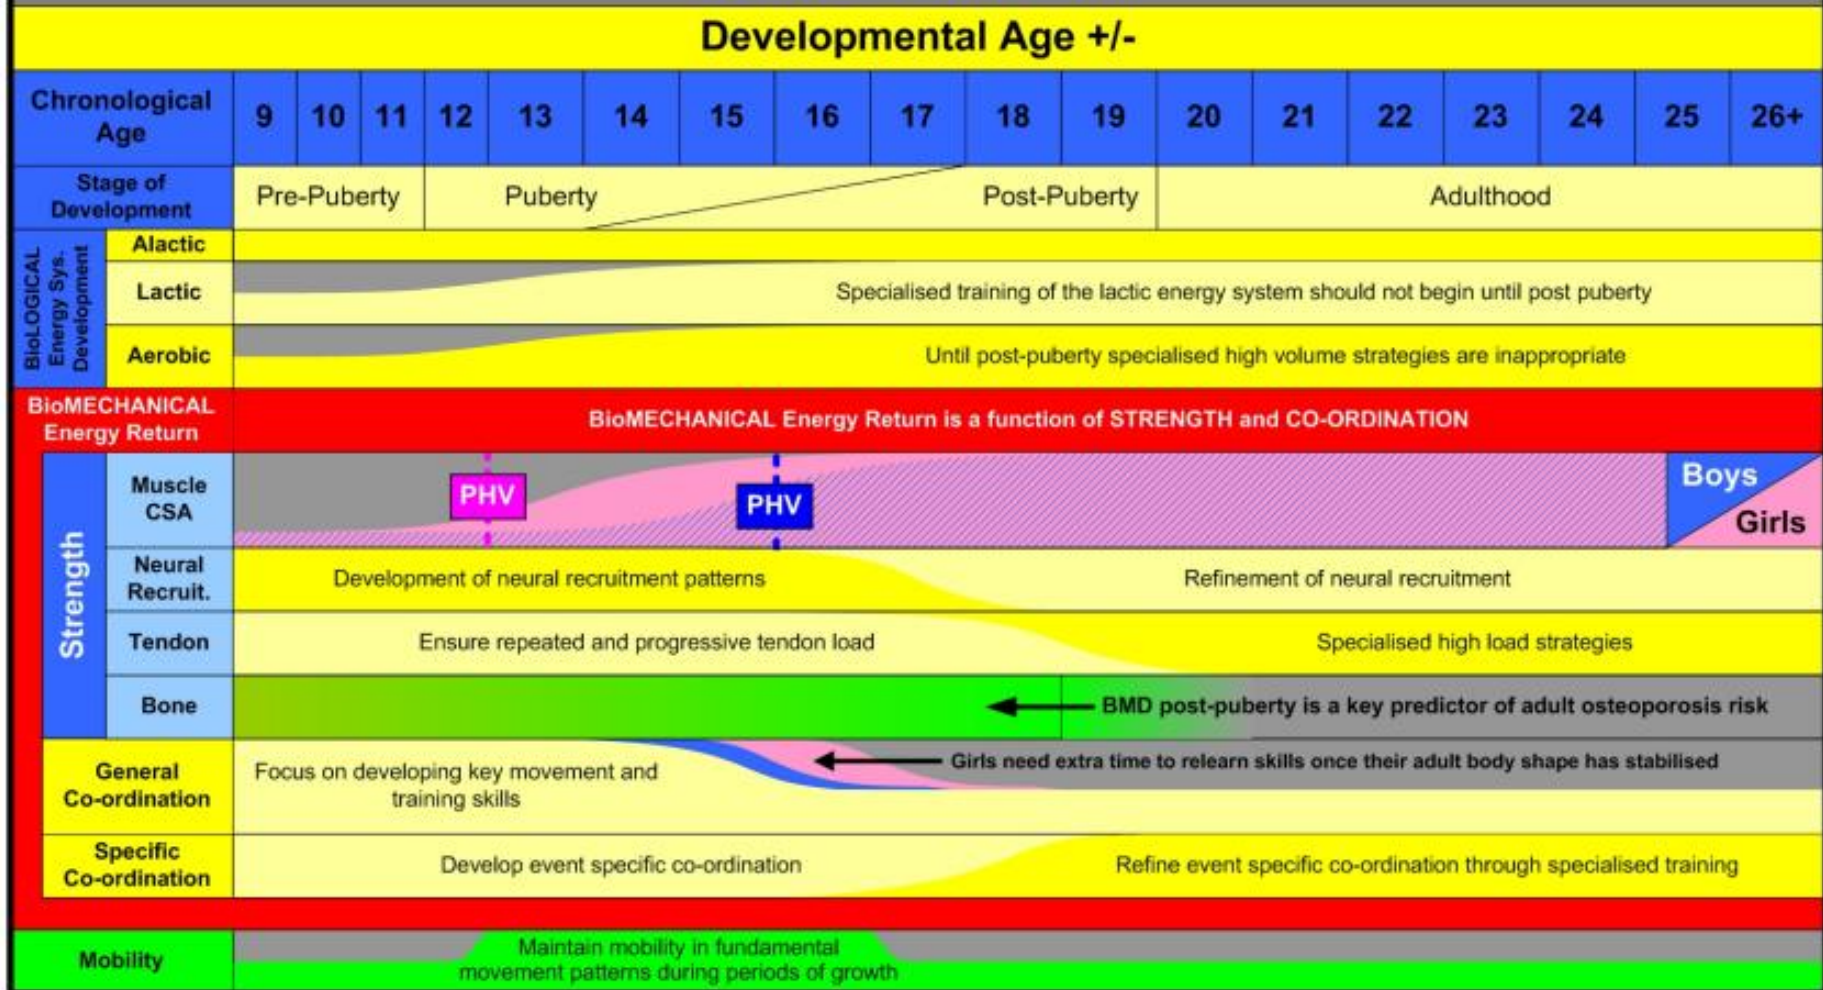 Developmental Age +/-
Chronological
Age
9 10 11 12 13 14 15 16 17 18 19 20 21 22 23 24 25 26+
Stage of
Development
Pre-Puberty Puberty Post-Puberty Adulthood
BioLOGICAL
Energy Sys.
Development
Alactic
Lactic
Specialised training of the lactic energy system should not begin until post puberty
Aerobic
Until post-puberty specialised high volume strategies are inappropriate
BioMECHANICAL
Energy Return
BioMECHANICAL Energy Return is a function of STRENGTH and CO-ORDINATION
Strength
Muscle
CSA
PHV
PHV
Boys
Girls
Neural
Recruit.
Development of neural recruitment patterns
Refinement of neural recruitment
Tendon
Ensure repeated and progressive tendon load
Specialised high load strategies
Bone
BMD post-puberty is a key predictor of adult osteoporosis risk
General
Co-ordination
Focus on developing key movement and
training skills
Girls need extra time to relearn skills once their adult body shape has stabilised
Specific
Co-ordination
Develop event specific co-ordination
Refine event specific co-ordination through specialised training
Mobility
Maintain mobility in fundamental
movement patterns during periods of growth